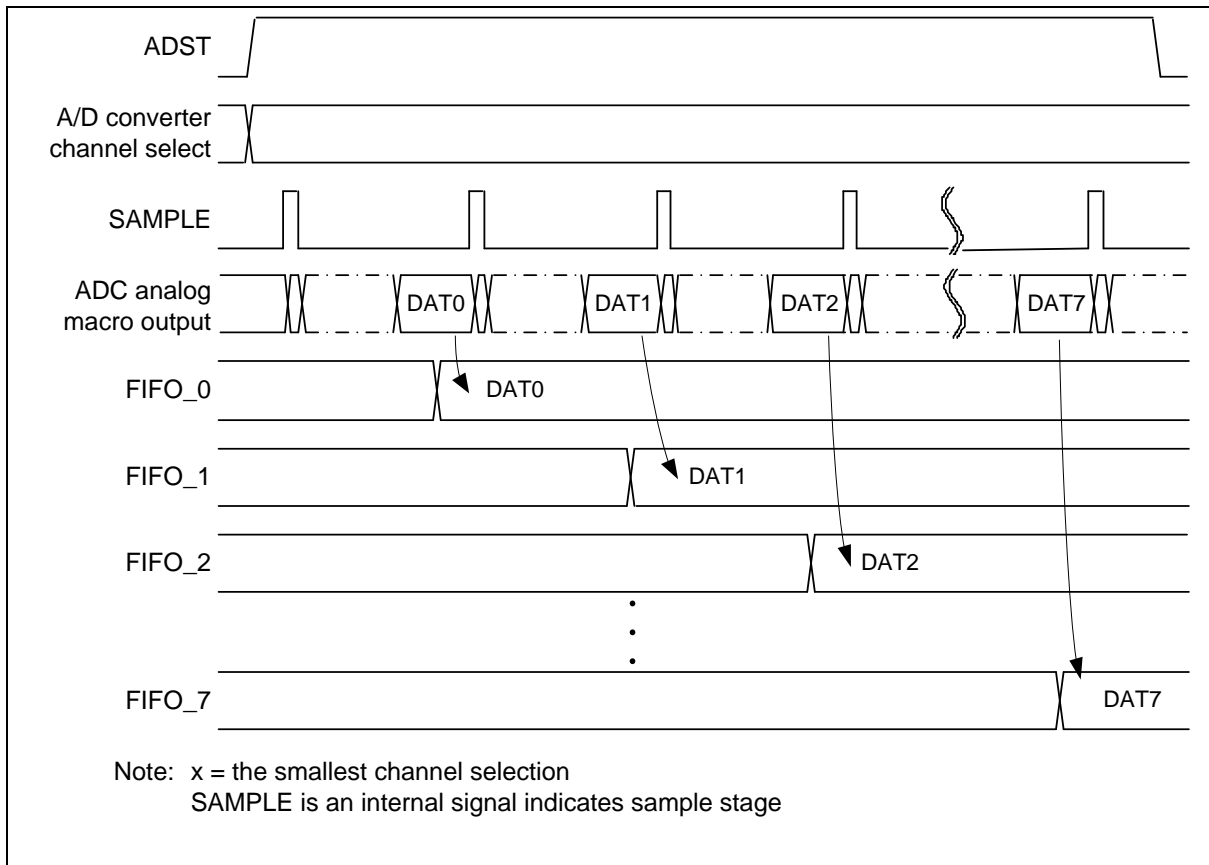 ADST
A/D converter
channel select
SAMPLE
ADC analog
macro output
DAT0
DAT1
DAT2
DAT7
FIFO_0
DAT0
FIFO_1
DAT1
FIFO_2
DAT2
FIFO_7
DAT7
Note: x = the smallest channel selection
SAMPLE is an internal signal indicates sample stage